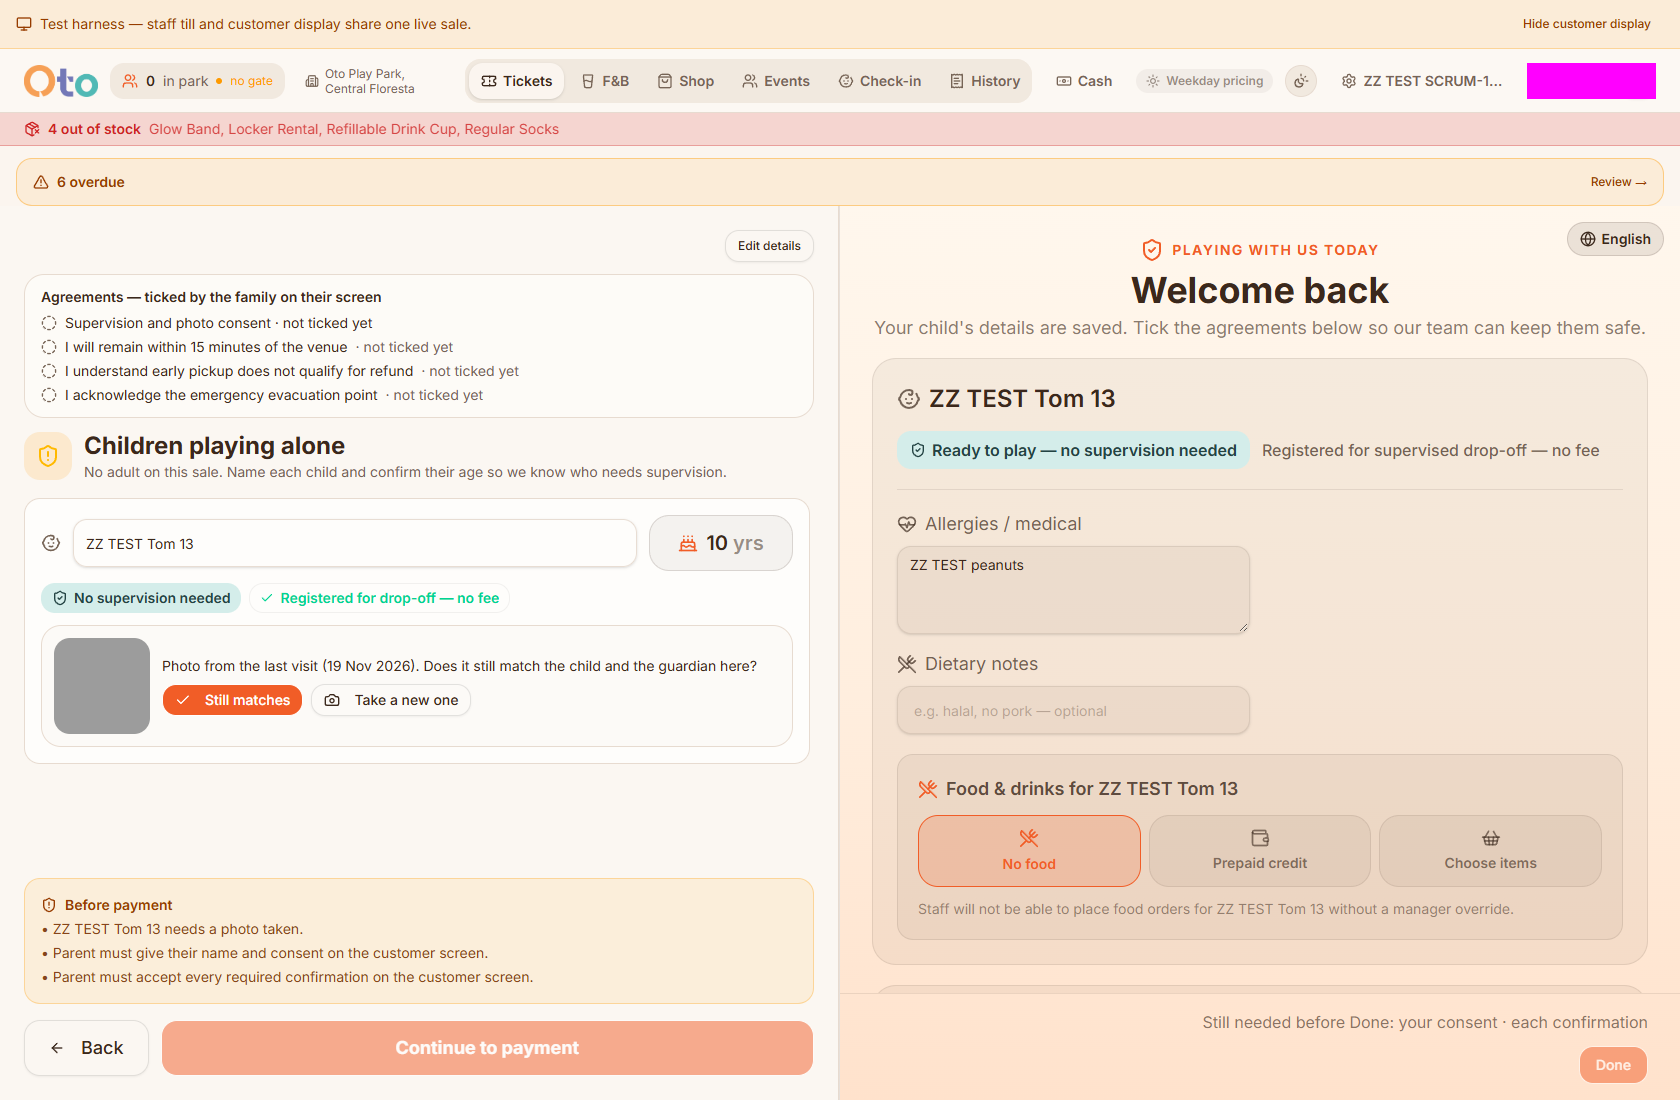 Test harness — staff till and customer display share one live sale.
Hide customer display
Oto
0 in park • no gate
Oto Play Park,
Central Floresta
Tickets
F&B
Shop
Events
Check-in
History
Cash
Weekday pricing
ZZ TEST SCRUM-1...
4 out of stock Glow Band, Locker Rental, Refillable Drink Cup, Regular Socks
6 overdue
Review →
Edit details
Agreements — ticked by the family on their screen
Supervision and photo consent · not ticked yet
I will remain within 15 minutes of the venue · not ticked yet
I understand early pickup does not qualify for refund · not ticked yet
I acknowledge the emergency evacuation point · not ticked yet
Children playing alone
No adult on this sale. Name each child and confirm their age so we know who needs supervision.
ZZ TEST Tom 13
10 yrs
No supervision needed
Registered for drop-off — no fee
Photo from the last visit (19 Nov 2026). Does it still match the child and the guardian here?
Still matches
Take a new one
Before payment
• ZZ TEST Tom 13 needs a photo taken.
• Parent must give their name and consent on the customer screen.
• Parent must accept every required confirmation on the customer screen.
Back
Continue to payment
English
PLAYING WITH US TODAY
Welcome back
Your child's details are saved. Tick the agreements below so our team can keep them safe.
ZZ TEST Tom 13
Ready to play — no supervision needed
Registered for supervised drop-off — no fee
Allergies / medical
ZZ TEST peanuts
Dietary notes
e.g. halal, no pork — optional
Food & drinks for ZZ TEST Tom 13
No food
Prepaid credit
Choose items
Staff will not be able to place food orders for ZZ TEST Tom 13 without a manager override.
Still needed before Done: your consent · each confirmation
Done